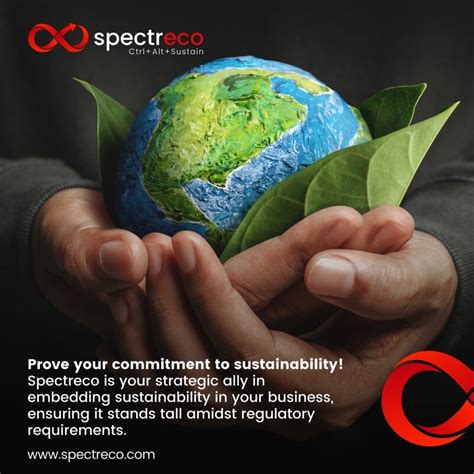 spectreco
Ctrl+Alt+Sustain
Prove your commitment to sustainability!
Spectreco is your strategic ally in
embedding sustainability in your business,
ensuring it stands tall amidst regulatory
requirements.
www.spectreco.com